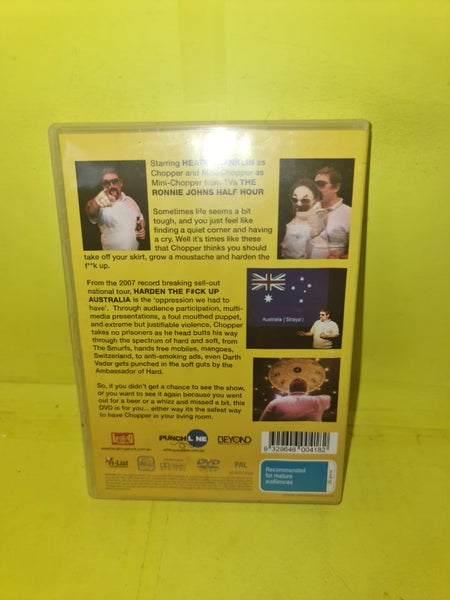 Starring HEATH FRANKLIN as
Chopper and Mini-Chopper as
Mini-Chopper from TVs THE
RONNIE JOHNS HALF HOUR
Sometimes life seems a bit
tough, and you just feel like
finding a quiet corner and having
a cry. Well it's times like these
that Chopper thinks you should
take off your skirt, grow a moustache and harden the
f**k up.
From the 2007 record breaking sell-out
national tour, HARDEN THE F#CK UP
AUSTRALIA is the 'oppression we had to
have'. Through audience participation, multi-
media presentations, a foul mouthed puppet,
and extreme but justifiable violence, Chopper
takes no prisoners as he head butts his way
through the spectrum of hard and soft, from
The Smurfs, hands free mobiles, mangoes,
Switzerland, to anti-smoking ads, even Darth
Vader gets punched in the soft guts by the
Ambassador of Hard.
Australia ('Straya')
So, if you didn't get a chance to see the show,
or you want to see it again because you went
out for a beer or a whizz and missed a bit, this
DVD is for you... either way its the safest way
to have Chopper in your living room.
PUNCHLINE
BEYOND
A-List
DVD
PAL
9 329646 004182
Recommended
for mature
audiences